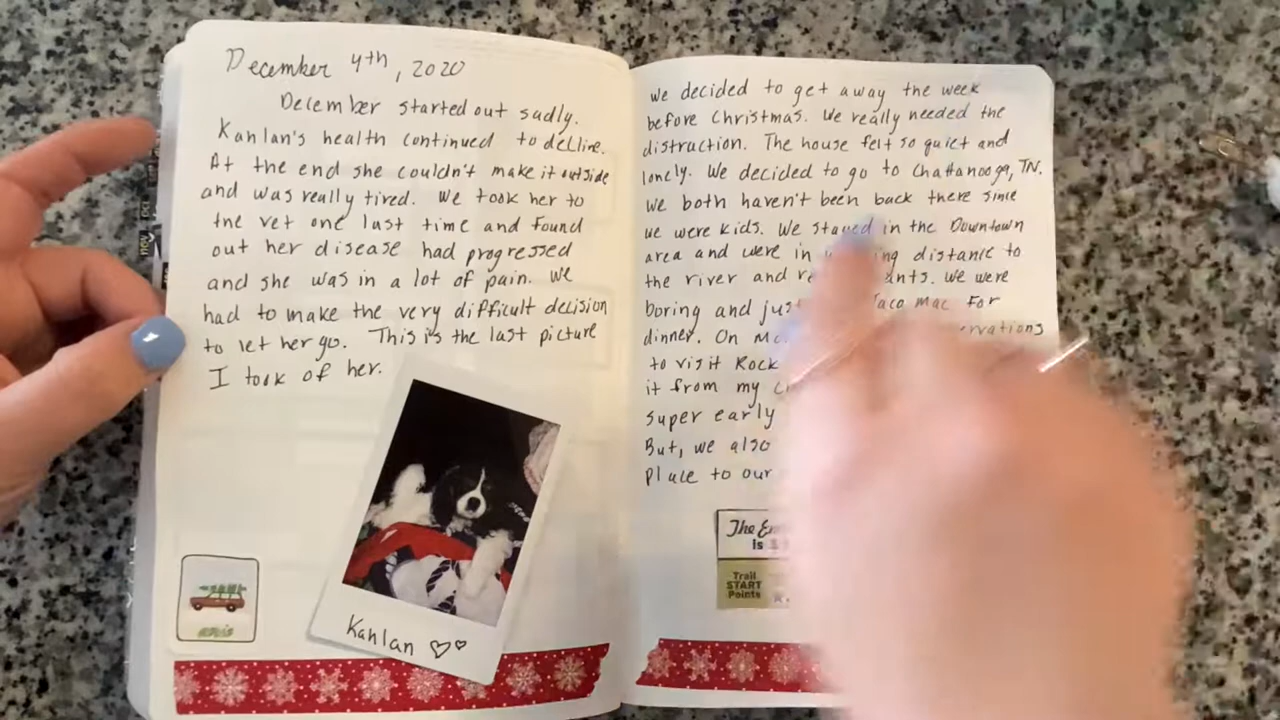 December 4th, 2020
December started out sadly.
Kahlan's health continued to decline.
At the end she couldn't make it outside
and was really tired. We took her to
the vet one last time and found
out her disease had progressed
and she was in a lot of pain. We
had to make the very difficult decision
to let her go. This is the last picture
I took of her.
Kahlan
we decided to get away the week
before Christmas. We really needed the
distraction. The house felt so quiet and
lonely. We decided to go to Chattanooga, TN.
We both haven't been back there since
we were kids. We stayed in the Downtown
area and were in distance to
the river and We were
boring and just Taco Mac for
dinner. On
to visit Rock
it from my
super early
But, we also
place to our
The
is
Trail
START
Points